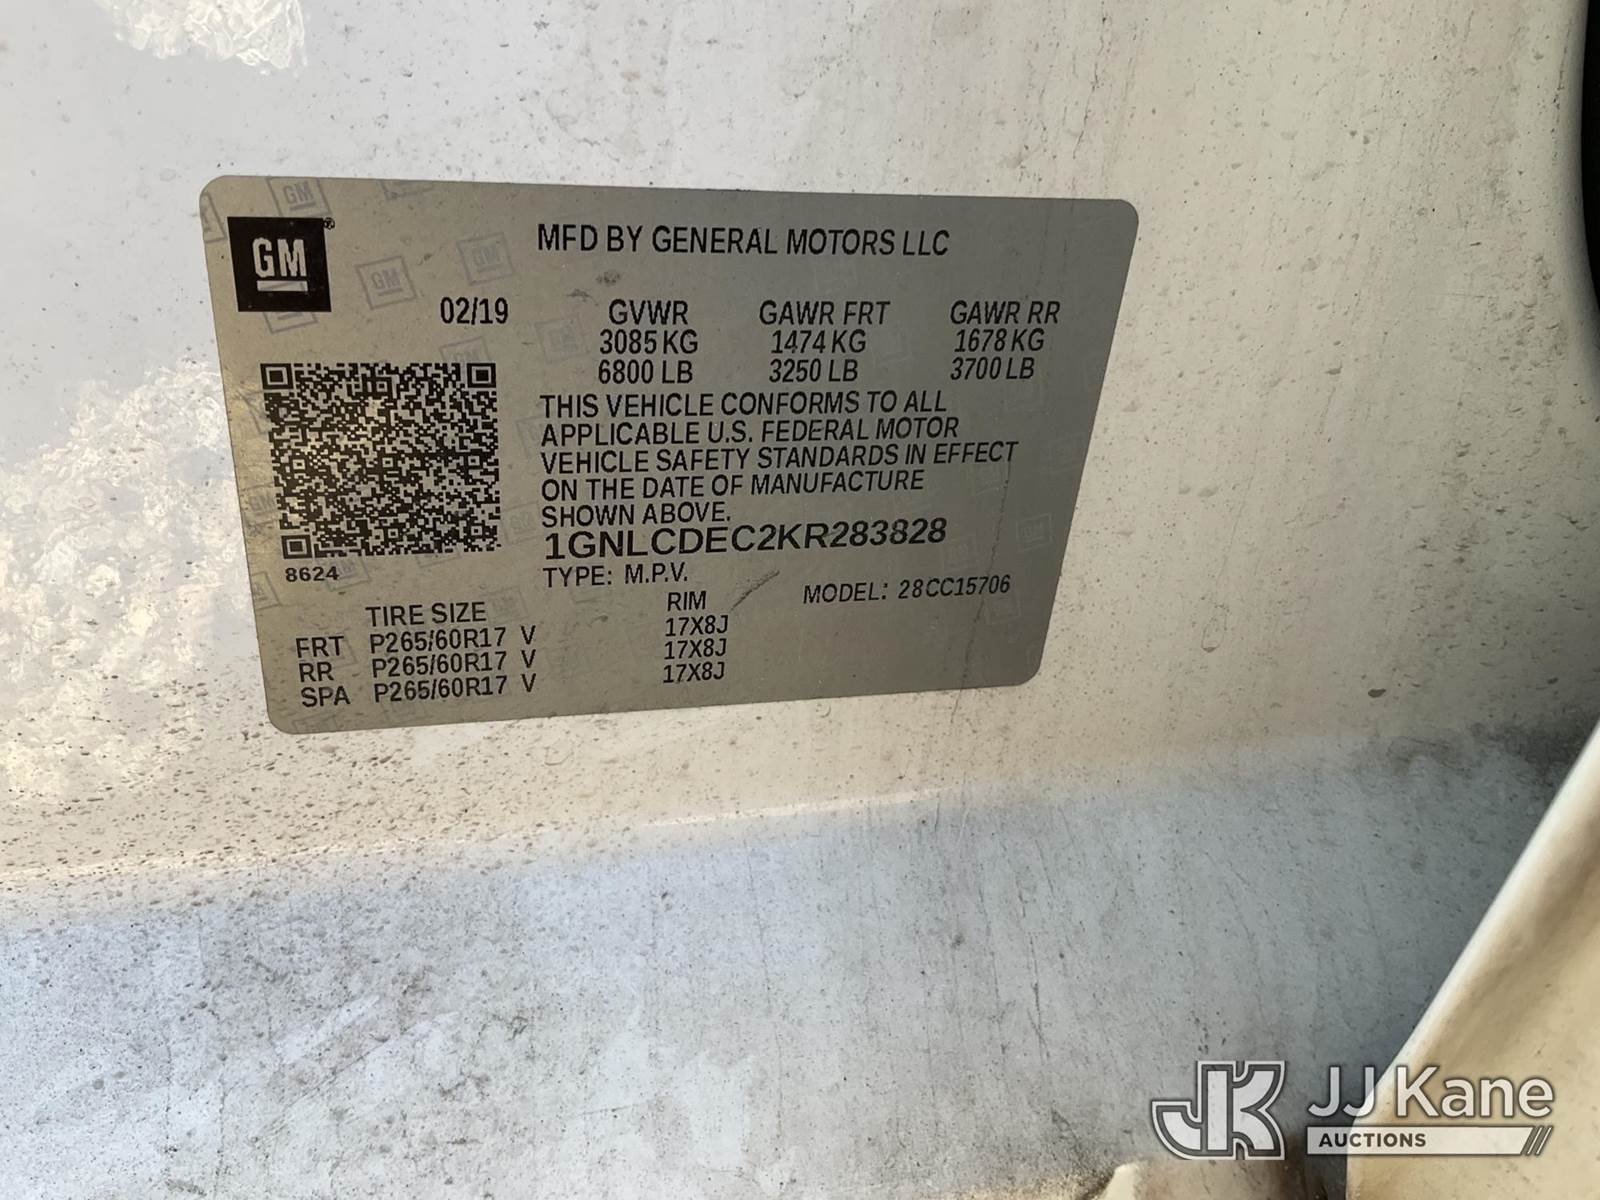 GM®
MFD BY GENERAL MOTORS LLC
02/19 GVWR GAWR FRT GAWR RR
3085 KG 1474 KG 1678 KG
6800 LB 3250 LB 3700 LB
THIS VEHICLE CONFORMS TO ALL
APPLICABLE U.S. FEDERAL MOTOR
VEHICLE SAFETY STANDARDS IN EFFECT
ON THE DATE OF MANUFACTURE
SHOWN ABOVE.
1GNLCDEC2KR283828
8624
TYPE: M.P.V. MODEL: 28CC15706
TIRE SIZE RIM
FRT P265/60R17 V 17X8J
RR P265/60R17 V 17X8J
SPA P265/60R17 V 17X8J
JK JJ Kane
AUCTIONS